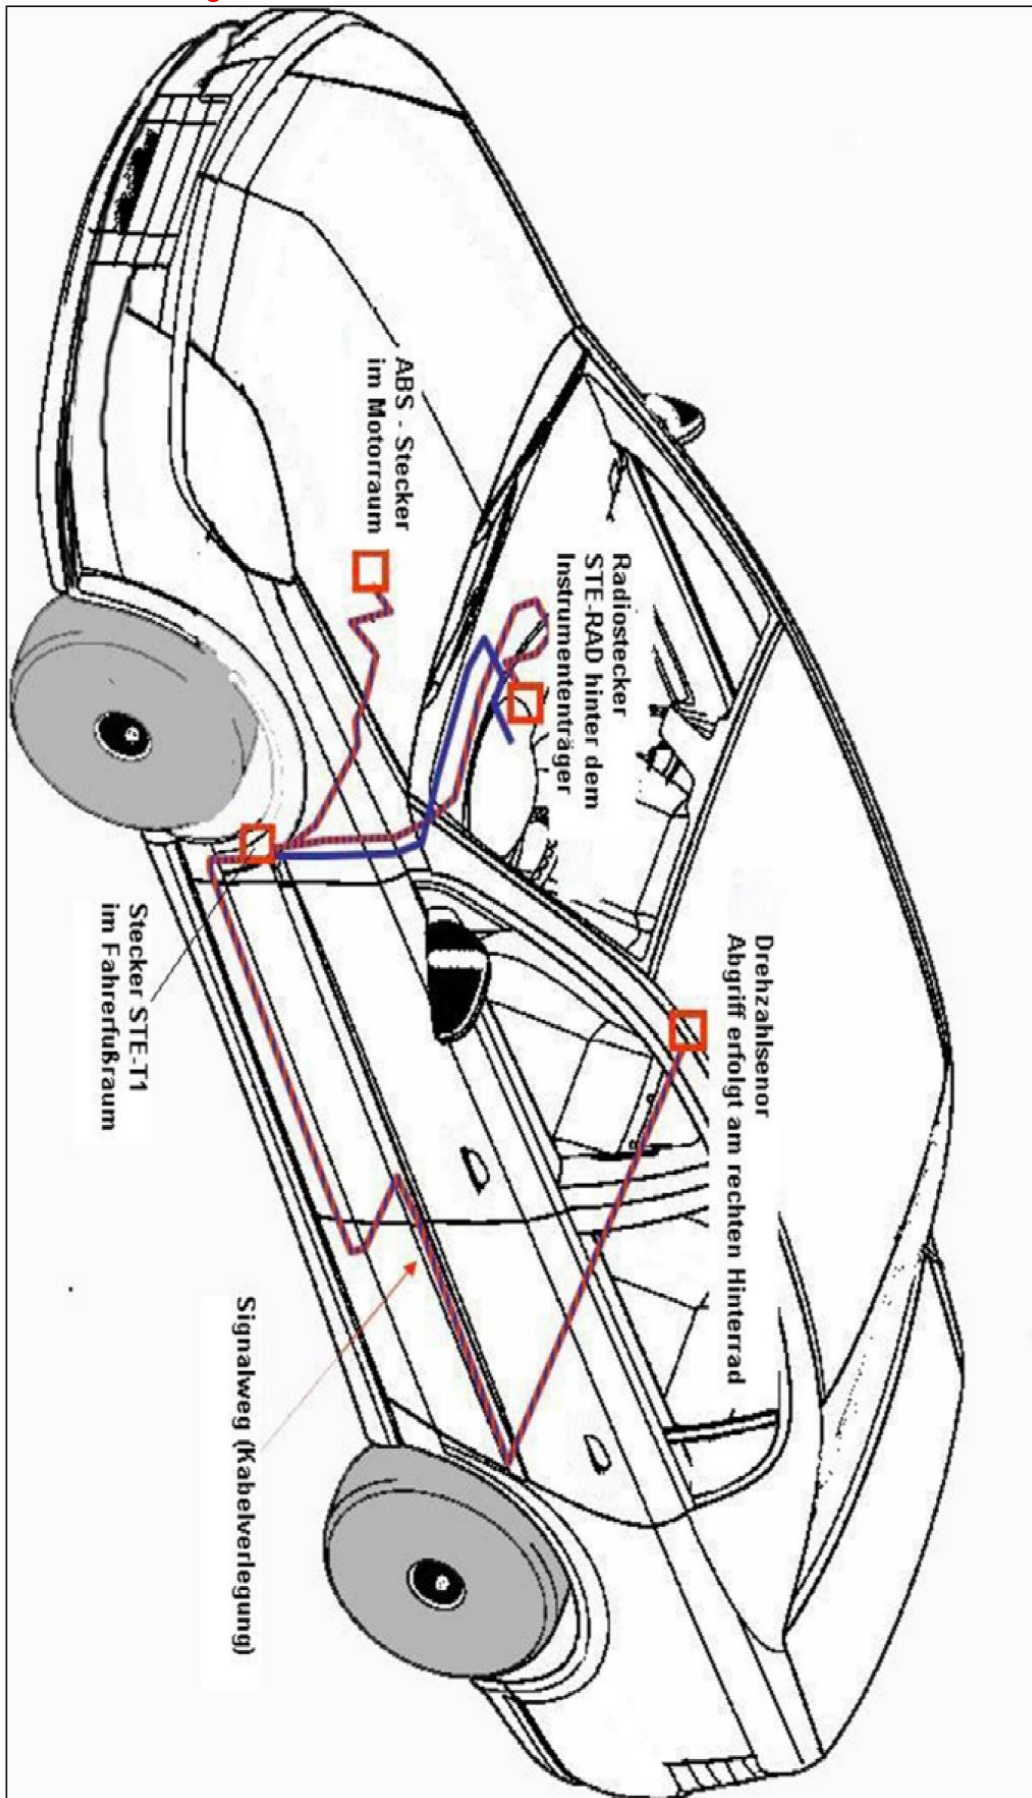 ABS - Stecker
im Motorraum
Radiostecker
STE-RAD hinter dem
Instrumententräger
Drehzahlsenor
Abgriff erfolgt am rechten Hinterrad
Stecker STE-T1
im Fahrerfußraum
Signalweg (Kabelverlegung)